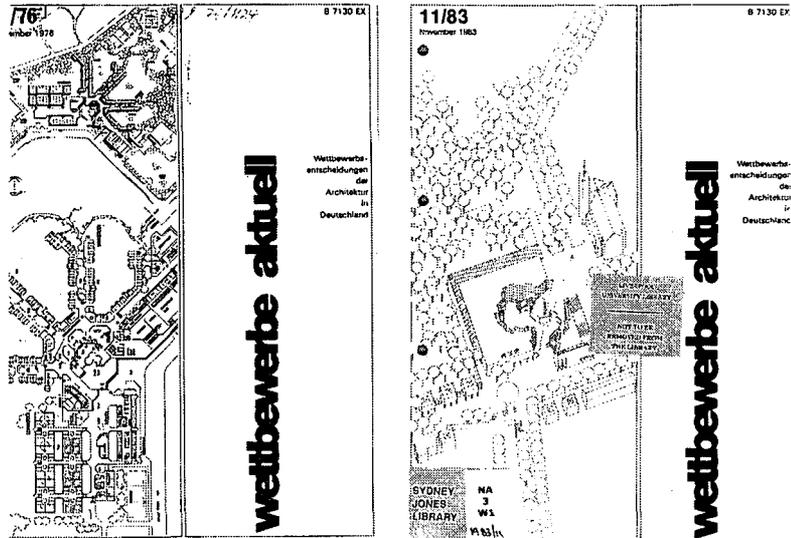 /76
ember 1976
B 7130 EX
Wettbewerbs-
entscheidungen
der
Architektur
in
Deutschland
wettbewerbe aktuell
11/83
November 1983
B 7130 EX
Wettbewerbs-
entscheidungen
der
Architektur
in
Deutschland
wettbewerbe aktuell
LIVERPOOL
UNIVERSITY LIBRARY
NOT TO BE
REMOVED FROM
THE LIBRARY
SYDNEY
JONES
LIBRARY
NA
3
W1
1983/11